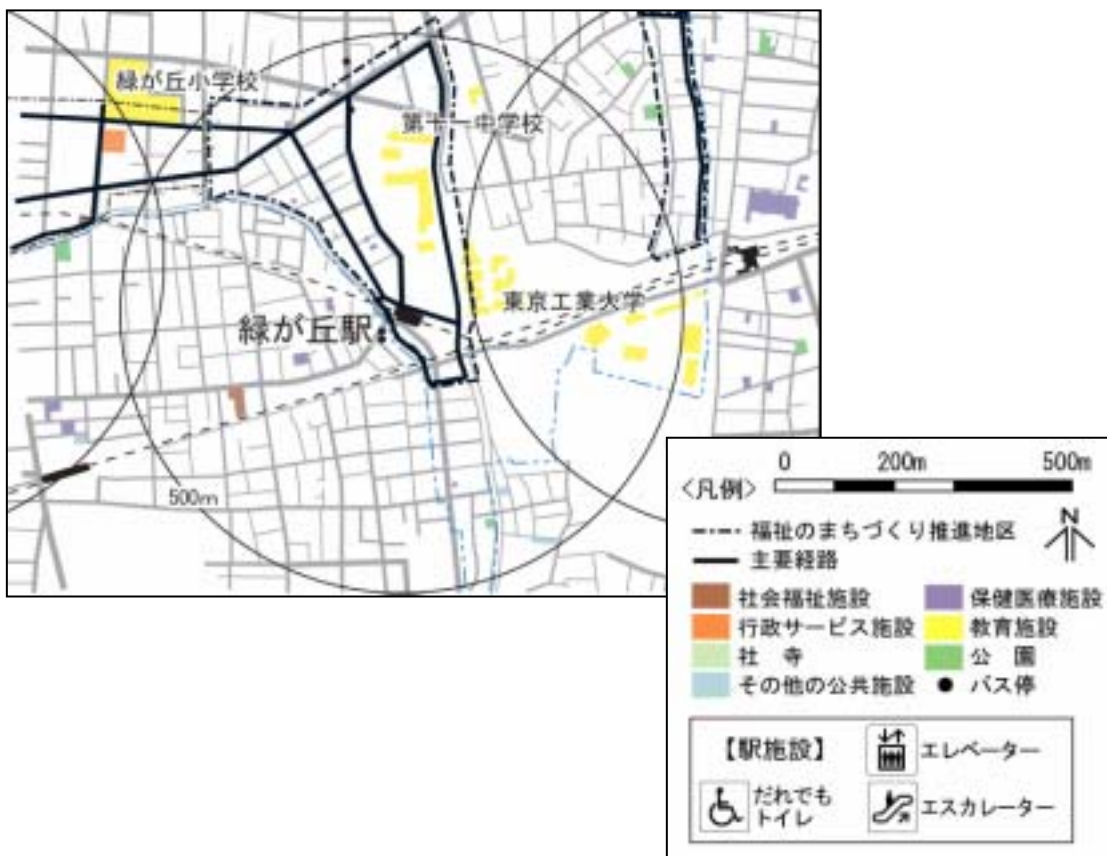 緑が丘小学校
第十一中学校
東京工業大学
緑が丘駅
500m
0 200m 500m
<凡例>
N
福祉のまちづくり推進地区
主要経路
社会福祉施設 保健医療施設
行政サービス施設 教育施設
社寺 公園
その他の公共施設 バス停
【駅施設】 エレベーター
だれでも
トイレ
エスカレーター